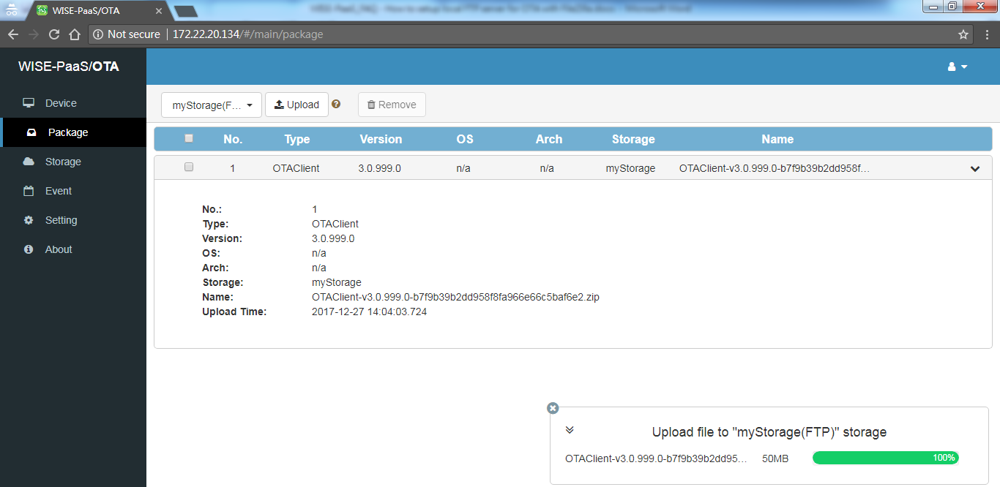 WISE-PaaS/OTA
WISE-PaaS_FAQ - How to setup local FTP server for OTA with FileZilla.docx - Microsoft Word
Not secure | 172.22.20.134/#/main/package
WISE-PaaS/OTA
Device
Package
Storage
Event
Setting
About
myStorage(F... Upload ? Remove
No. Type Version OS Arch Storage Name
1 OTAClient 3.0.999.0 n/a n/a myStorage OTAClient-v3.0.999.0-b7f9b39b2dd958f...
No.: 1
Type: OTAClient
Version: 3.0.999.0
OS: n/a
Arch: n/a
Storage: myStorage
Name: OTAClient-v3.0.999.0-b7f9b39b2dd958f8fa966e66c5baf6e2.zip
Upload Time: 2017-12-27 14:04:03.724
Upload file to "myStorage(FTP)" storage
OTAClient-v3.0.999.0-b7f9b39b2dd95... 50MB 100%